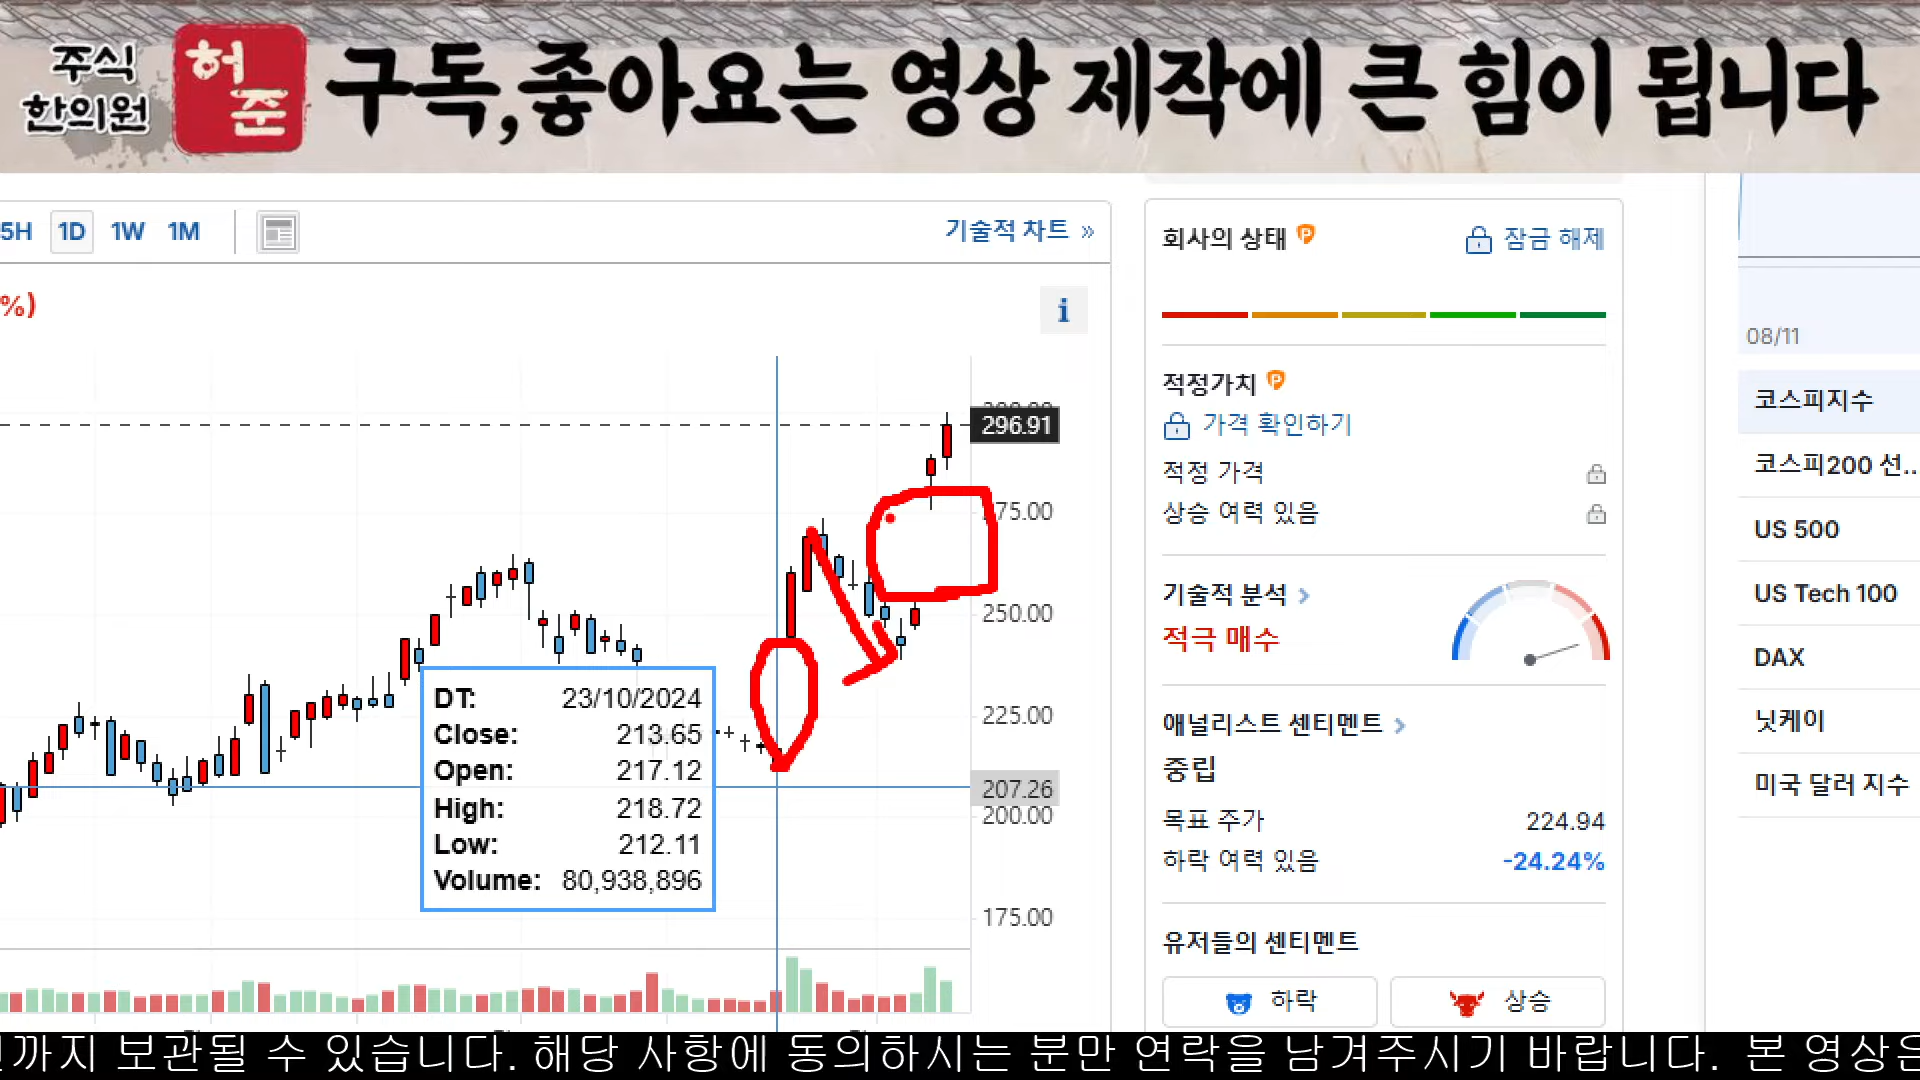 주식
한의원
허준
구독,좋아요는 영상 제작에 큰 힘이 됩니다
5H 1D 1W 1M
기술적 차트 »
%)
i
296.91
275.00
250.00
225.00
207.26
200.00
175.00
DT: 23/10/2024
Close: 213.65
Open: 217.12
High: 218.72
Low: 212.11
Volume: 80,938,896
회사의 상태 P
잠금 해제
적정가치 P
가격 확인하기
적정 가격
상승 여력 있음
기술적 분석
적극 매수
애널리스트 센티멘트
중립
목표 주가 224.94
하락 여력 있음 -24.24%
유저들의 센티멘트
하락
상승
08/11
코스피지수
코스피200 선..
US 500
US Tech 100
DAX
닛케이
미국 달러 지수
까지 보관될 수 있습니다. 해당 사항에 동의하시는 분만 연락을 남겨주시기 바랍니다. 본 영상은